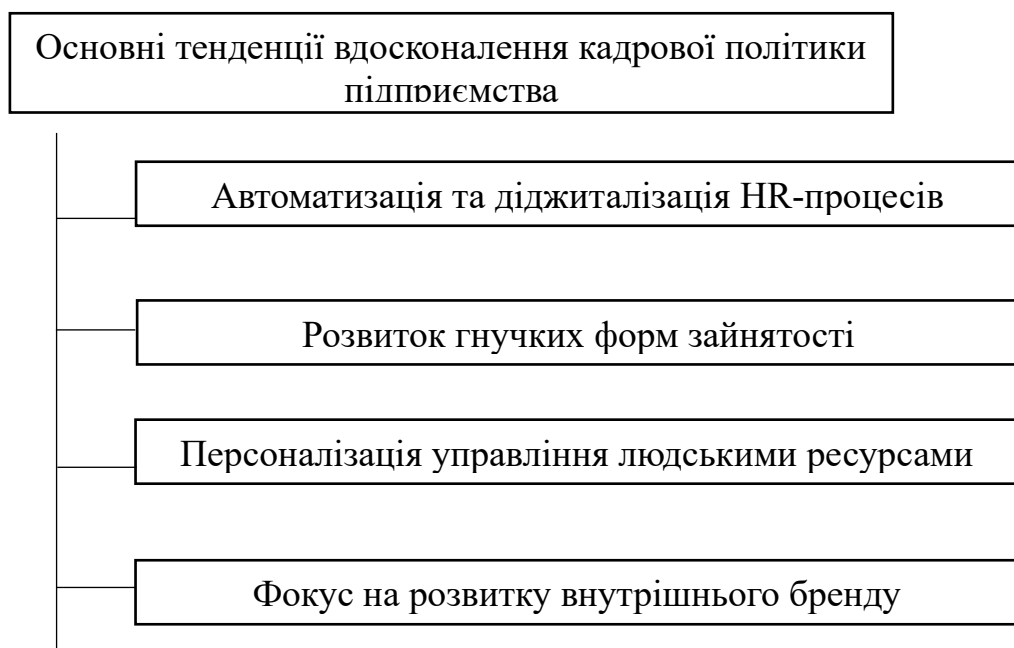 Основні тенденції вдосконалення кадрової політики
підприємства
Автоматизація та діджиталізація HR-процесів
Розвиток гнучких форм зайнятості
Персоналізація управління людськими ресурсами
Фокус на розвитку внутрішнього бренду